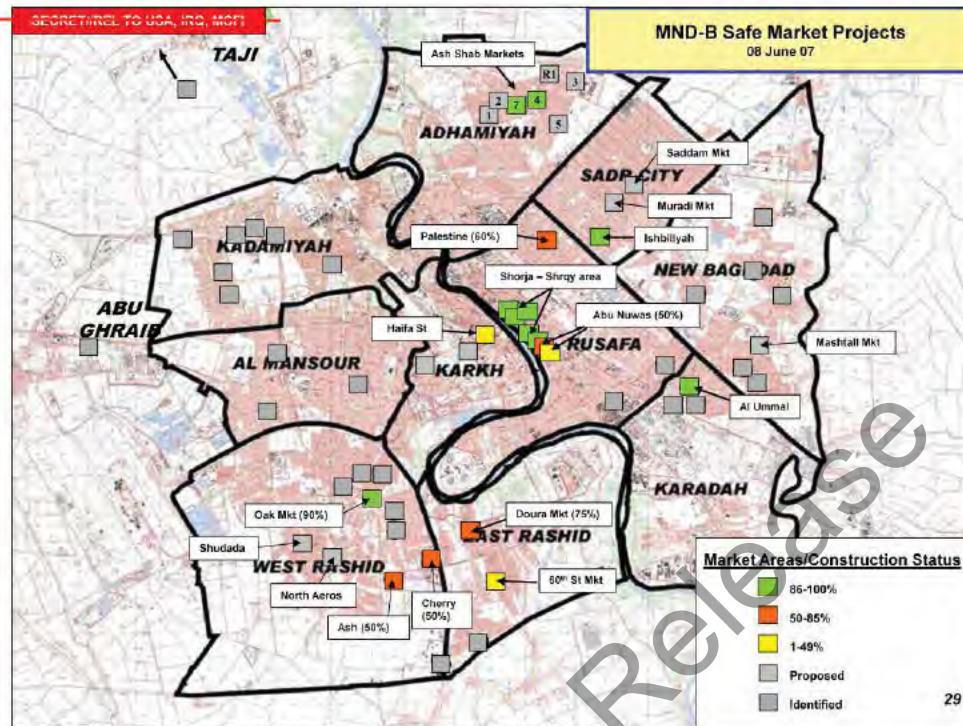 SECRET//REL TO USA, IRQ, MCFI
MND-B Safe Market Projects
08 June 07
TAJI
Ash Shab Markets
R1
3
2
7
4
1
5
ADHAMIYAH
Saddam Mkt
SADR CITY
Muradi Mkt
Palestine (60%)
Ishbiliyah
KADAMIYAH
NEW BAGHDAD
Shorja – Shrqy area
ABU
GHRAIB
Haifa St
Abu Nuwas (50%)
RUSAFA
Mashtall Mkt
AL MANSOUR
KARKH
Al Ummal
KARADAH
Oak Mkt (90%)
Doura Mkt (75%)
EAST RASHID
Shudada
WEST RASHID
North Aeros
Cherry
(50%)
60th St Mkt
Ash (50%)
Market Areas/Construction Status
86-100%
50-85%
1-49%
Proposed
Identified
29
Release